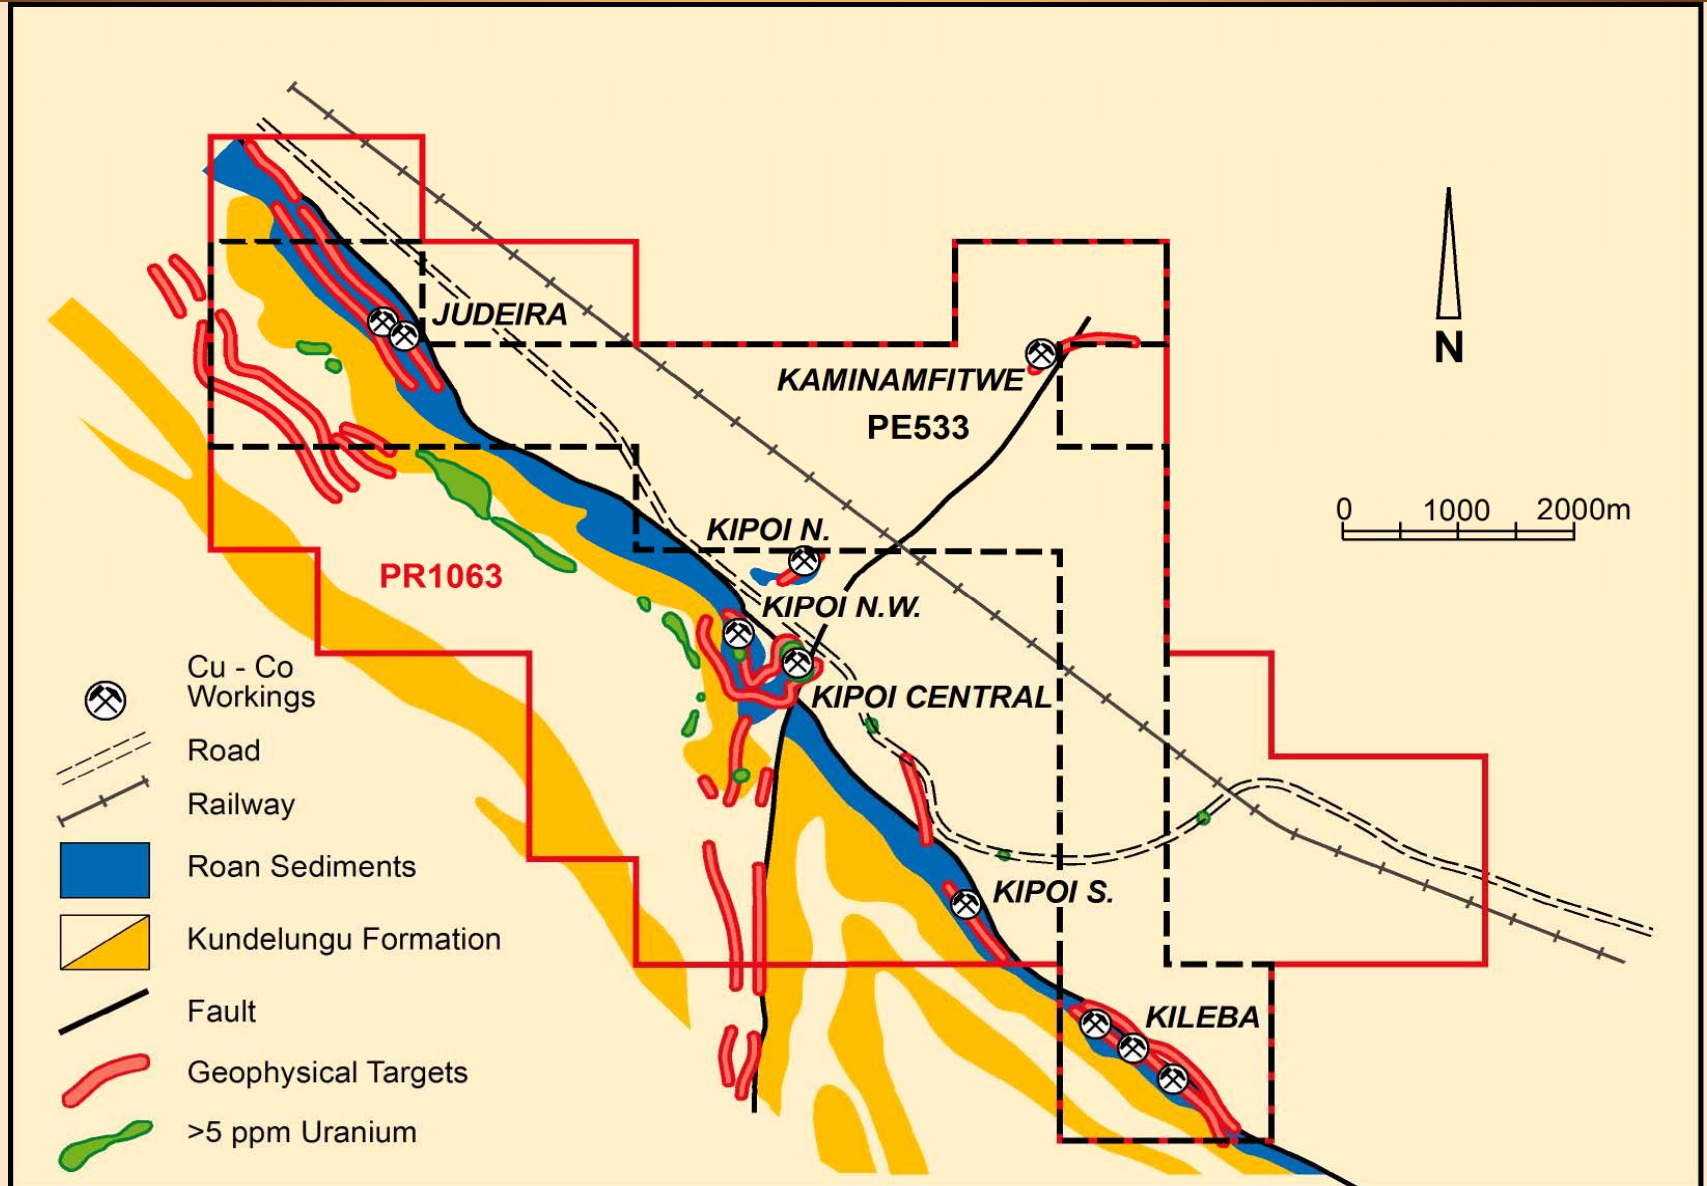 JUDEIRA
KAMINAMFITWE
PE533
N
0 1000 2000m
KIPOI N.
PR1063
KIPOI N.W.
KIPOI CENTRAL
KIPOI S.
KILEBA
Cu - Co
Workings
Road
Railway
Roan Sediments
Kundelungu Formation
Fault
Geophysical Targets
>5 ppm Uranium